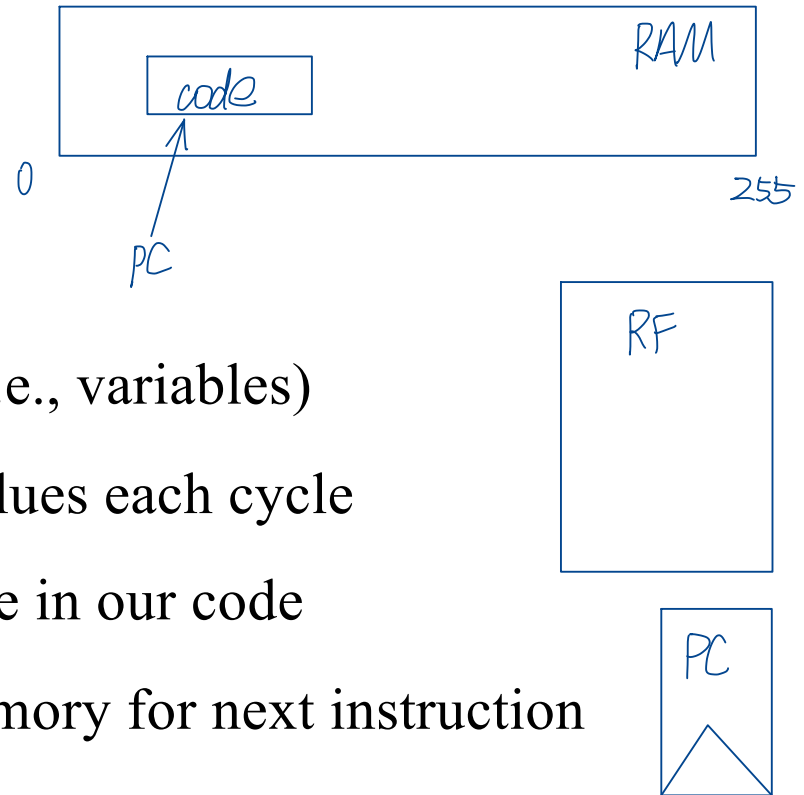 RAM
code
0
255
PC
RF
.e., variables)
lues each cycle
e in our code
PC
mory for next instruction